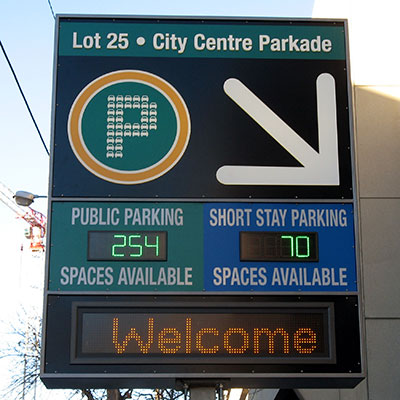 Lot 25 • City Centre Parkade
P
PUBLIC PARKING
254
SPACES AVAILABLE
SHORT STAY PARKING
70
SPACES AVAILABLE
Welcome